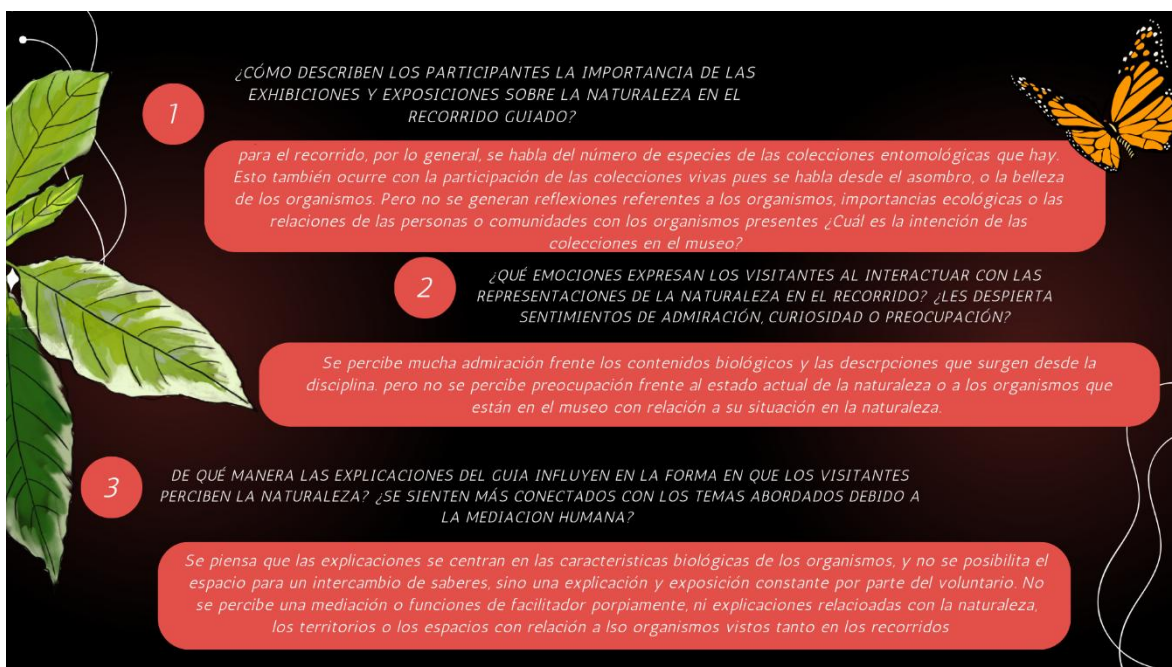 1
¿CÓMO DESCRIBEN LOS PARTICIPANTES LA IMPORTANCIA DE LAS
EXHIBICIONES Y EXPOSICIONES SOBRE LA NATURALEZA EN EL
RECORRIDO GUIADO?
para el recorrido, por lo general, se habla del número de especies de las colecciones entomológicas que hay.
Esto también ocurre con la participación de las colecciones vivas pues se habla desde el asombro, o la belleza
de los organismos. Pero no se generan reflexiones referentes a los organismos, importancias ecológicas o las
relaciones de las personas o comunidades con los organismos presentes ¿Cuál es la intención de las
colecciones en el museo?
2
¿QUÉ EMOCIONES EXPRESAN LOS VISITANTES AL INTERACTUAR CON LAS
REPRESENTACIONES DE LA NATURALEZA EN EL RECORRIDO? ¿LES DESPIERTA
SENTIMIENTOS DE ADMIRACIÓN, CURIOSIDAD O PREOCUPACIÓN?
Se percibe mucha admiración frente los contenidos biológicos y las descrpciones que surgen desde la
disciplina. pero no se percibe preocupación frente al estado actual de la naturaleza o a los organismos que
están en el museo con relación a su situación en la naturaleza.
3
DE QUÉ MANERA LAS EXPLICACIONES DEL GUIA INFLUYEN EN LA FORMA EN QUE LOS VISITANTES
PERCIBEN LA NATURALEZA? ¿SE SIENTEN MÁS CONECTADOS CON LOS TEMAS ABORDADOS DEBIDO A
LA MEDIACION HUMANA?
Se piensa que las explicaciones se centran en las caracteristicas biológicas de los organismos, y no se posibilita el
espacio para un intercambio de saberes, sino una explicación y exposición constante por parte del voluntario. No
se percibe una mediación o funciones de facilitador porpiamente, ni explicaciones relacioadas con la naturaleza,
los territorios o los espacios con relación a lso organismos vistos tanto en los recorridos